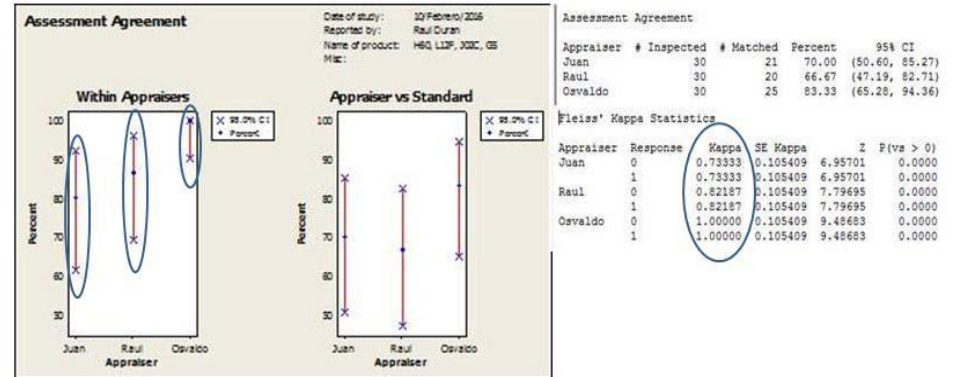 Assessment Agreement
Date of study: 10/Febrero/2016
Reported by: Raul Duran
Name of product: H60, L12F, J02C, G5
Misc:
Within Appraisers
100
90
80
70
60
50
Percent
Juan Raul Osvaldo
Appraiser
95.0% CI
Percent
Appraiser vs Standard
100
90
80
70
60
50
Percent
Juan Raul Osvaldo
Appraiser
95.0% CI
Percent
Assessment Agreement
Appraiser # Inspected # Matched Percent 95% CI
Juan 30 21 70.00 (50.60, 85.27)
Raul 30 20 66.67 (47.19, 82.71)
Osvaldo 30 25 83.33 (65.28, 94.36)
Fleiss' Kappa Statistics
Appraiser Response Kappa SE Kappa Z P(vs > 0)
Juan 0 0.73333 0.105409 6.95701 0.0000
1 0.73333 0.105409 6.95701 0.0000
Raul 0 0.82187 0.105409 7.79695 0.0000
1 0.82187 0.105409 7.79695 0.0000
Osvaldo 0 1.00000 0.105409 9.48683 0.0000
1 1.00000 0.105409 9.48683 0.0000